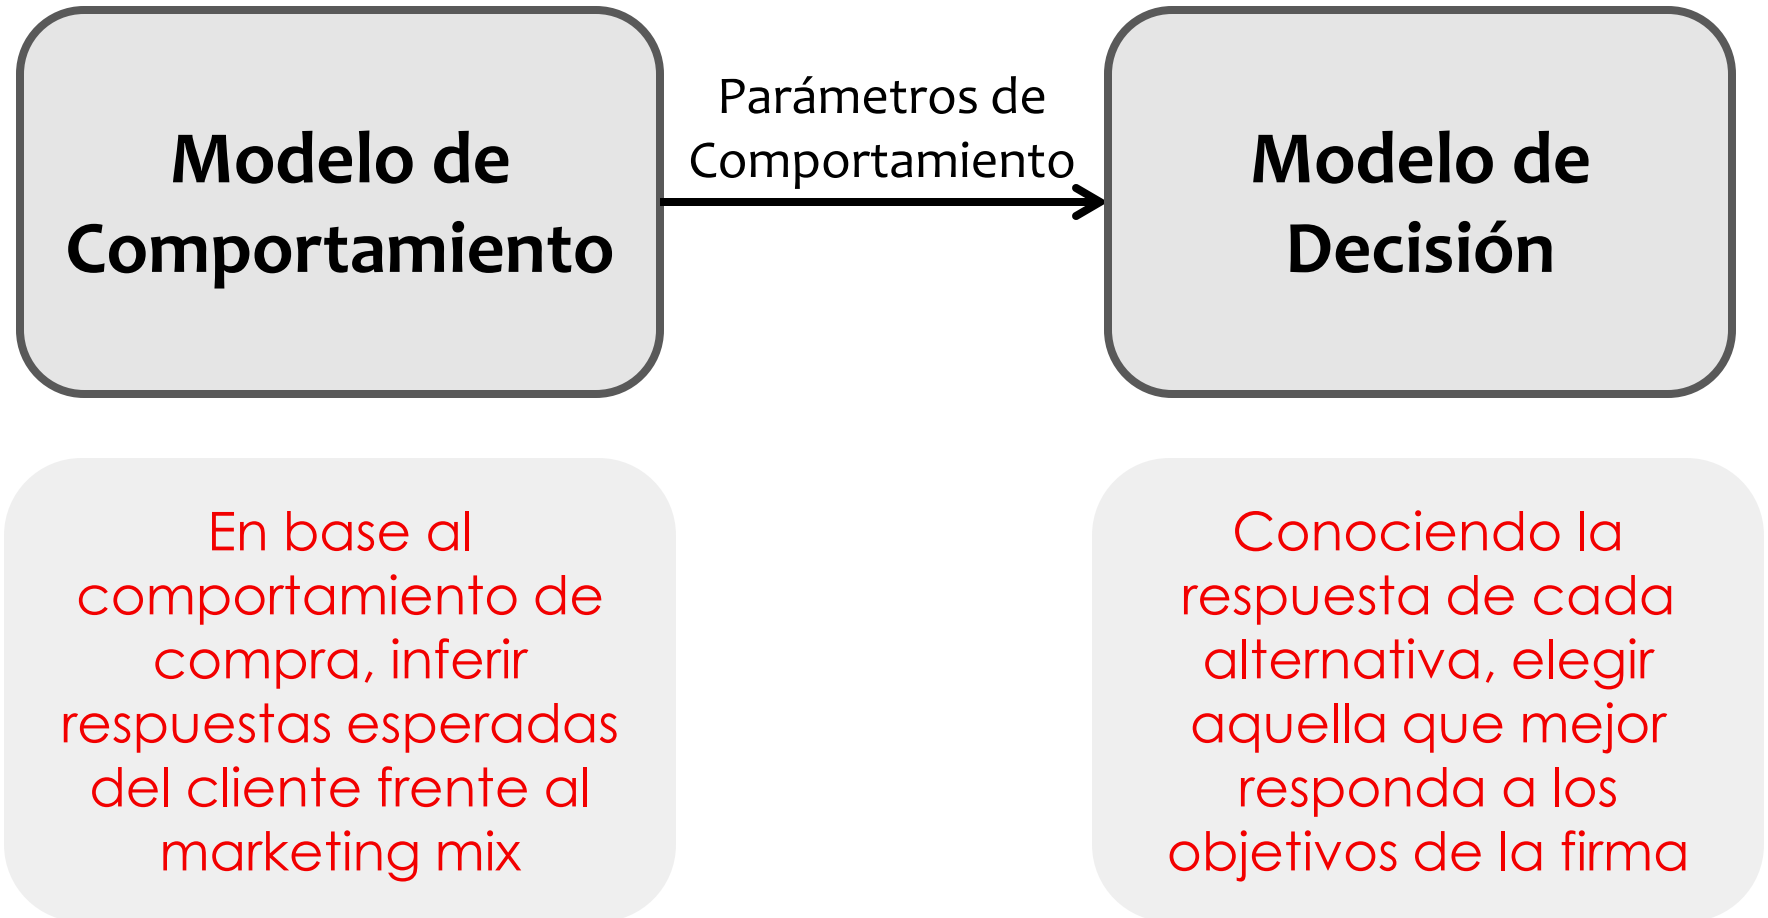 Modelo de
Comportamiento
Parámetros de
Comportamiento
Modelo de
Decisión
En base al
comportamiento de
compra, inferir
respuestas esperadas
del cliente frente al
marketing mix
Conociendo la
respuesta de cada
alternativa, elegir
aquella que mejor
responda a los
objetivos de la firma